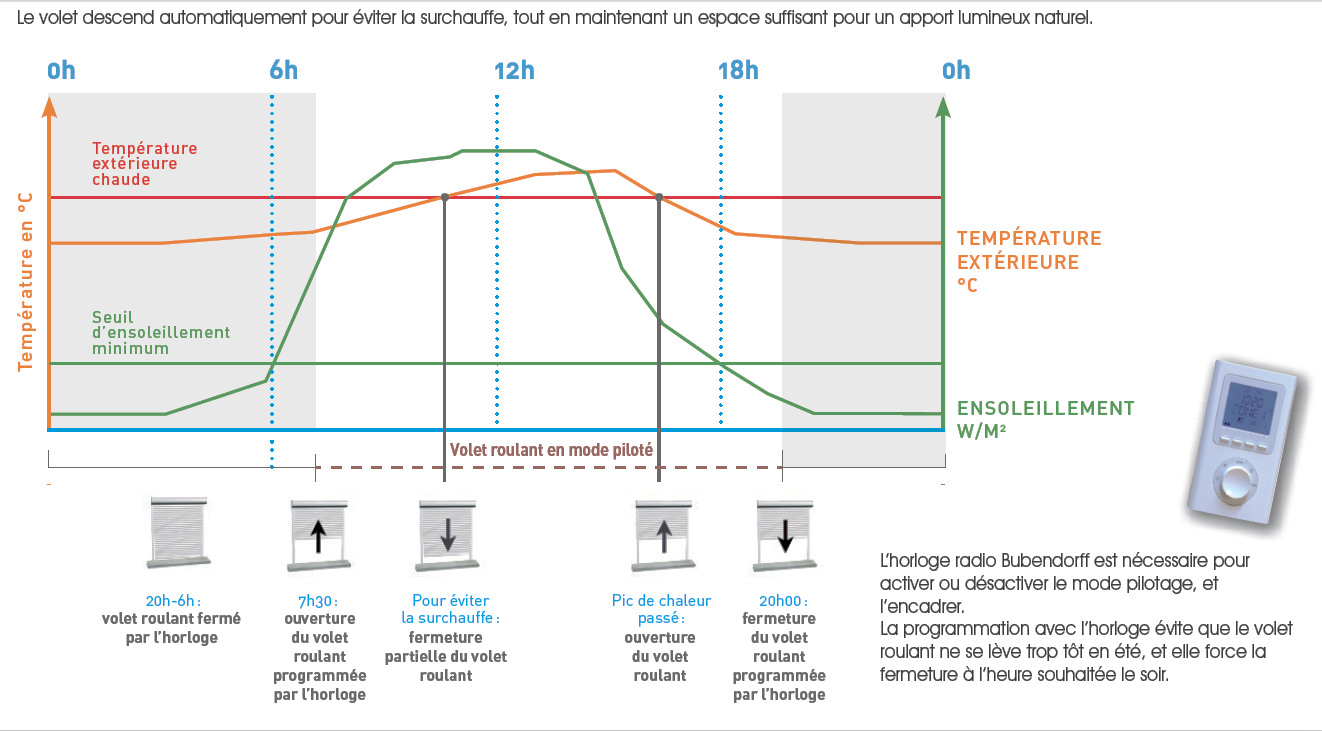 Le volet descend automatiquement pour éviter la surchauffe, tout en maintenant un espace suffisant pour un apport lumineux naturel.
0h
6h
12h
18h
0h
Température
extérieure
chaude
Température en °C
Seuil
d'ensoleillement
minimum
TEMPÉRATURE
EXTÉRIEURE
°C
ENSOLEILLEMENT
W/M²
Volet roulant en mode piloté
20h-6h :
volet roulant fermé
par l'horloge
7h30 :
ouverture
du volet
roulant
programmée
par l'horloge
Pour éviter
la surchauffe :
fermeture
partielle du volet
roulant
Pic de chaleur
passé :
ouverture
du volet
roulant
20h00 :
fermeture
du volet
roulant
programmée
par l'horloge
L'horloge radio Bubendorff est nécessaire pour
activer ou désactiver le mode pilotage, et
l'encadrer.
La programmation avec l'horloge évite que le volet
roulant ne se lève trop tôt en été, et elle force la
fermeture à l'heure souhaitée le soir.